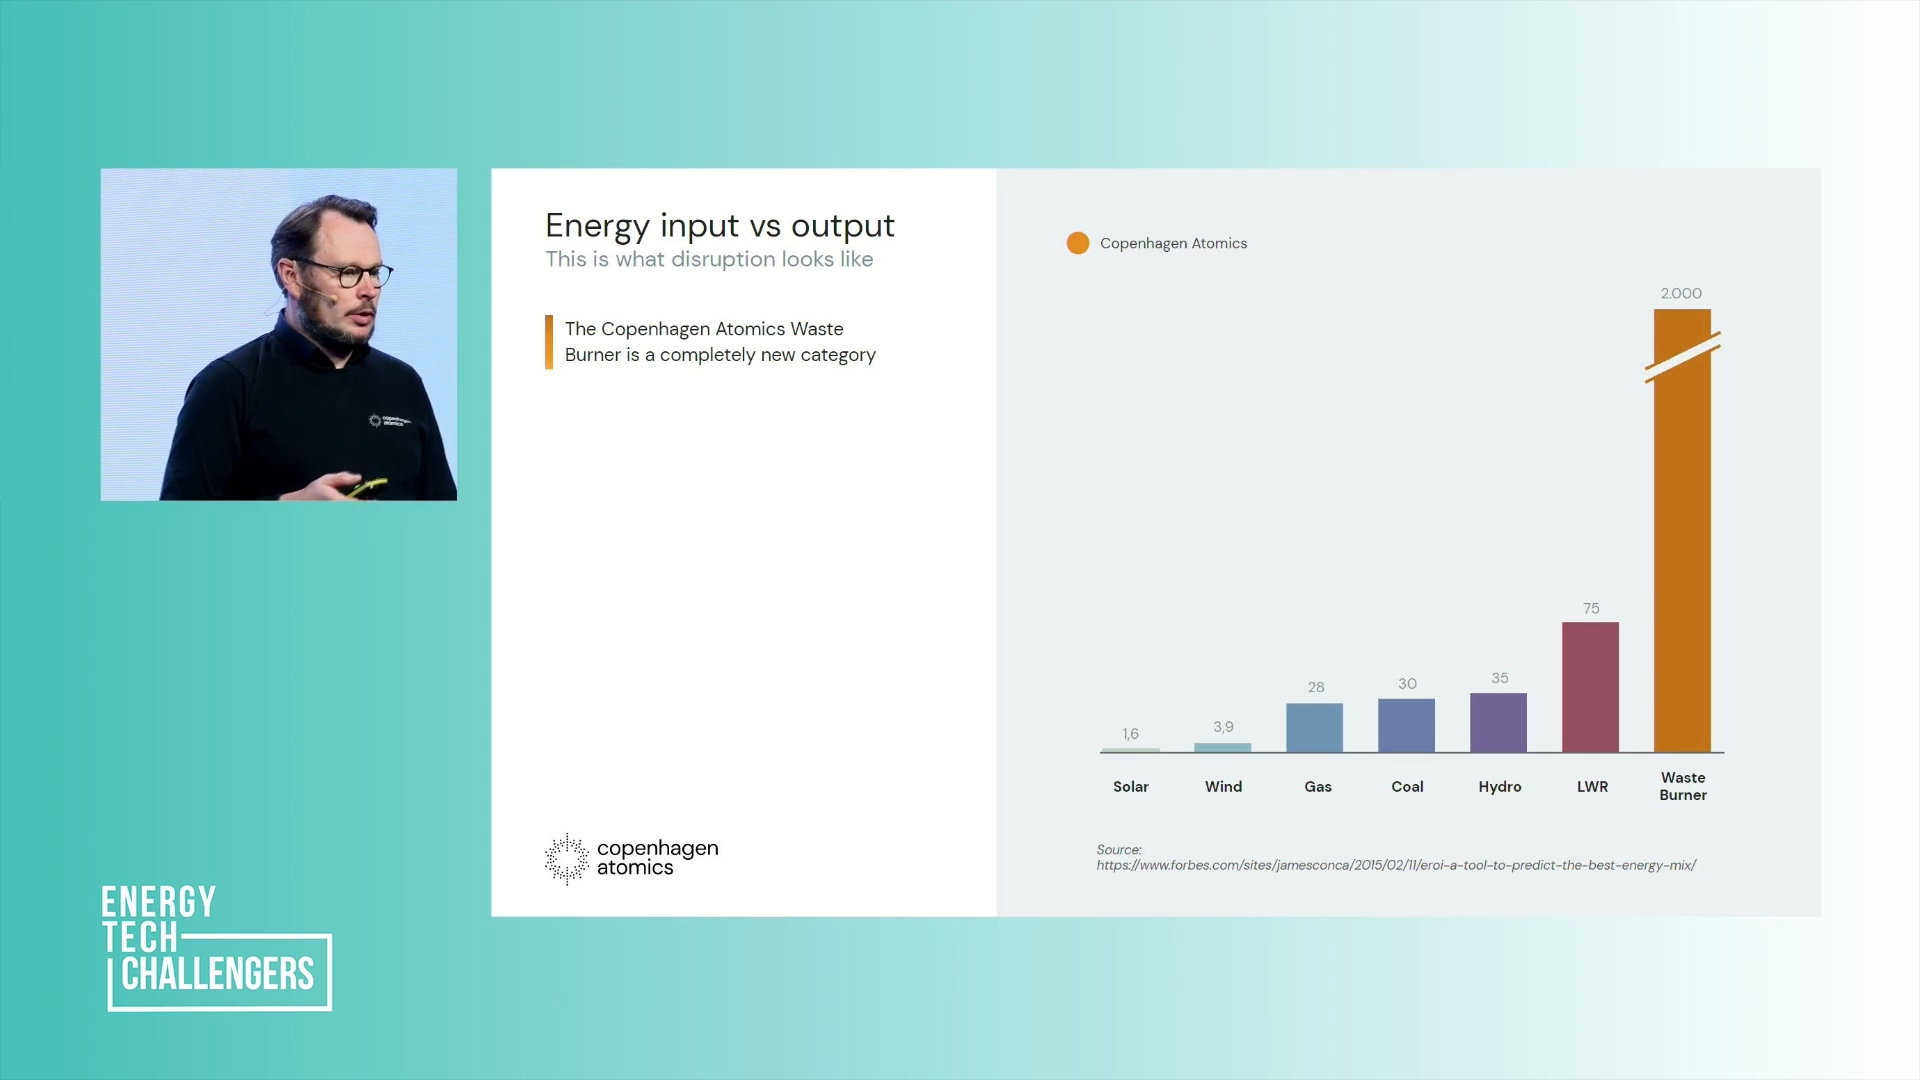 Energy input vs output
This is what disruption looks like
The Copenhagen Atomics Waste
Burner is a completely new category
copenhagen
atomics
Copenhagen Atomics
2.000
75
35
30
28
3,9
1,6
Solar
Wind
Gas
Coal
Hydro
LWR
Waste
Burner
Source:
https://www.forbes.com/sites/jamesconca/2015/02/11/eroi-a-tool-to-predict-the-best-energy-mix/
copenhagen
atomics
ENERGY
TECH
CHALLENGERS